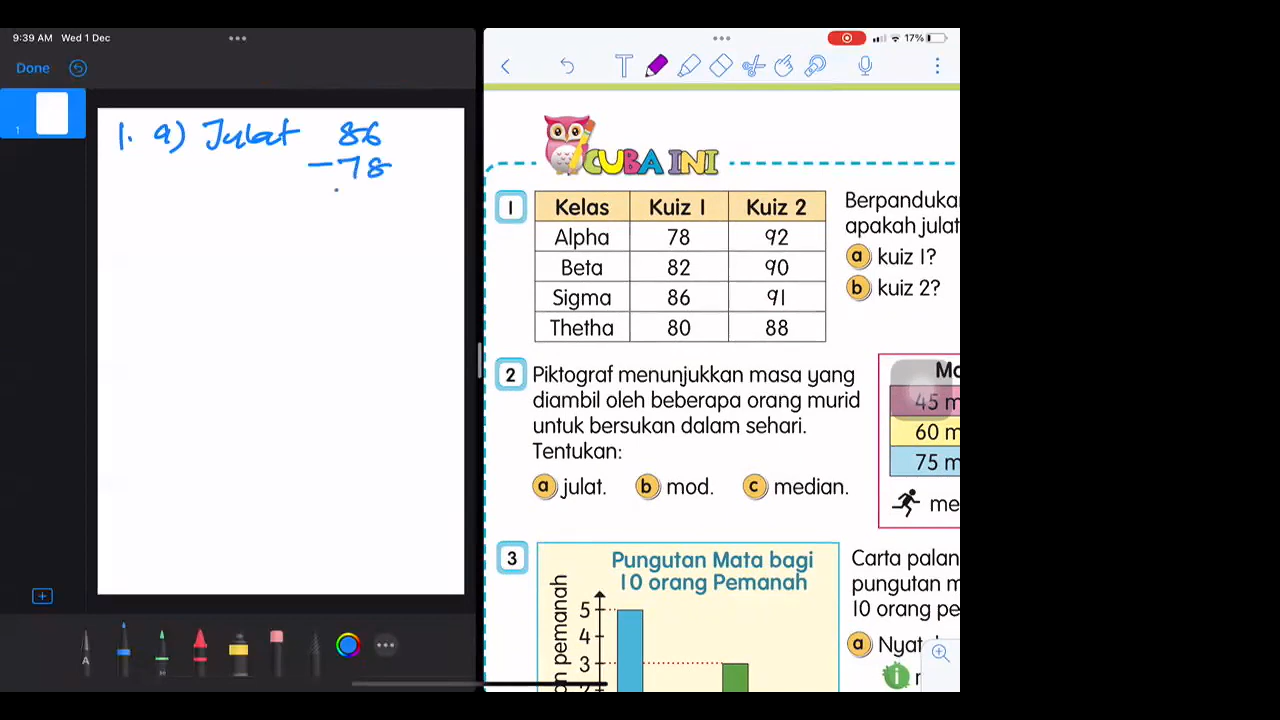 9:39 AM Wed 1 Dec
17%
Done
1
1. a) Julat 86
-78
A
CUBA INI
1
Kelas Kuiz 1 Kuiz 2
Alpha 78 92
Beta 82 90
Sigma 86 91
Thetha 80 88
Berpanduka
apakah julat
a kuiz 1?
b kuiz 2?
2 Piktograf menunjukkan masa yang
diambil oleh beberapa orang murid
untuk bersukan dalam sehari.
Tentukan:
a julat. b mod. c median.
45 m
60 m
75 m
me
3
Pungutan Mata bagi
10 orang Pemanah
an pemanah
5
4
3
Carta palan
pungutan m
10 orang pe
a
i